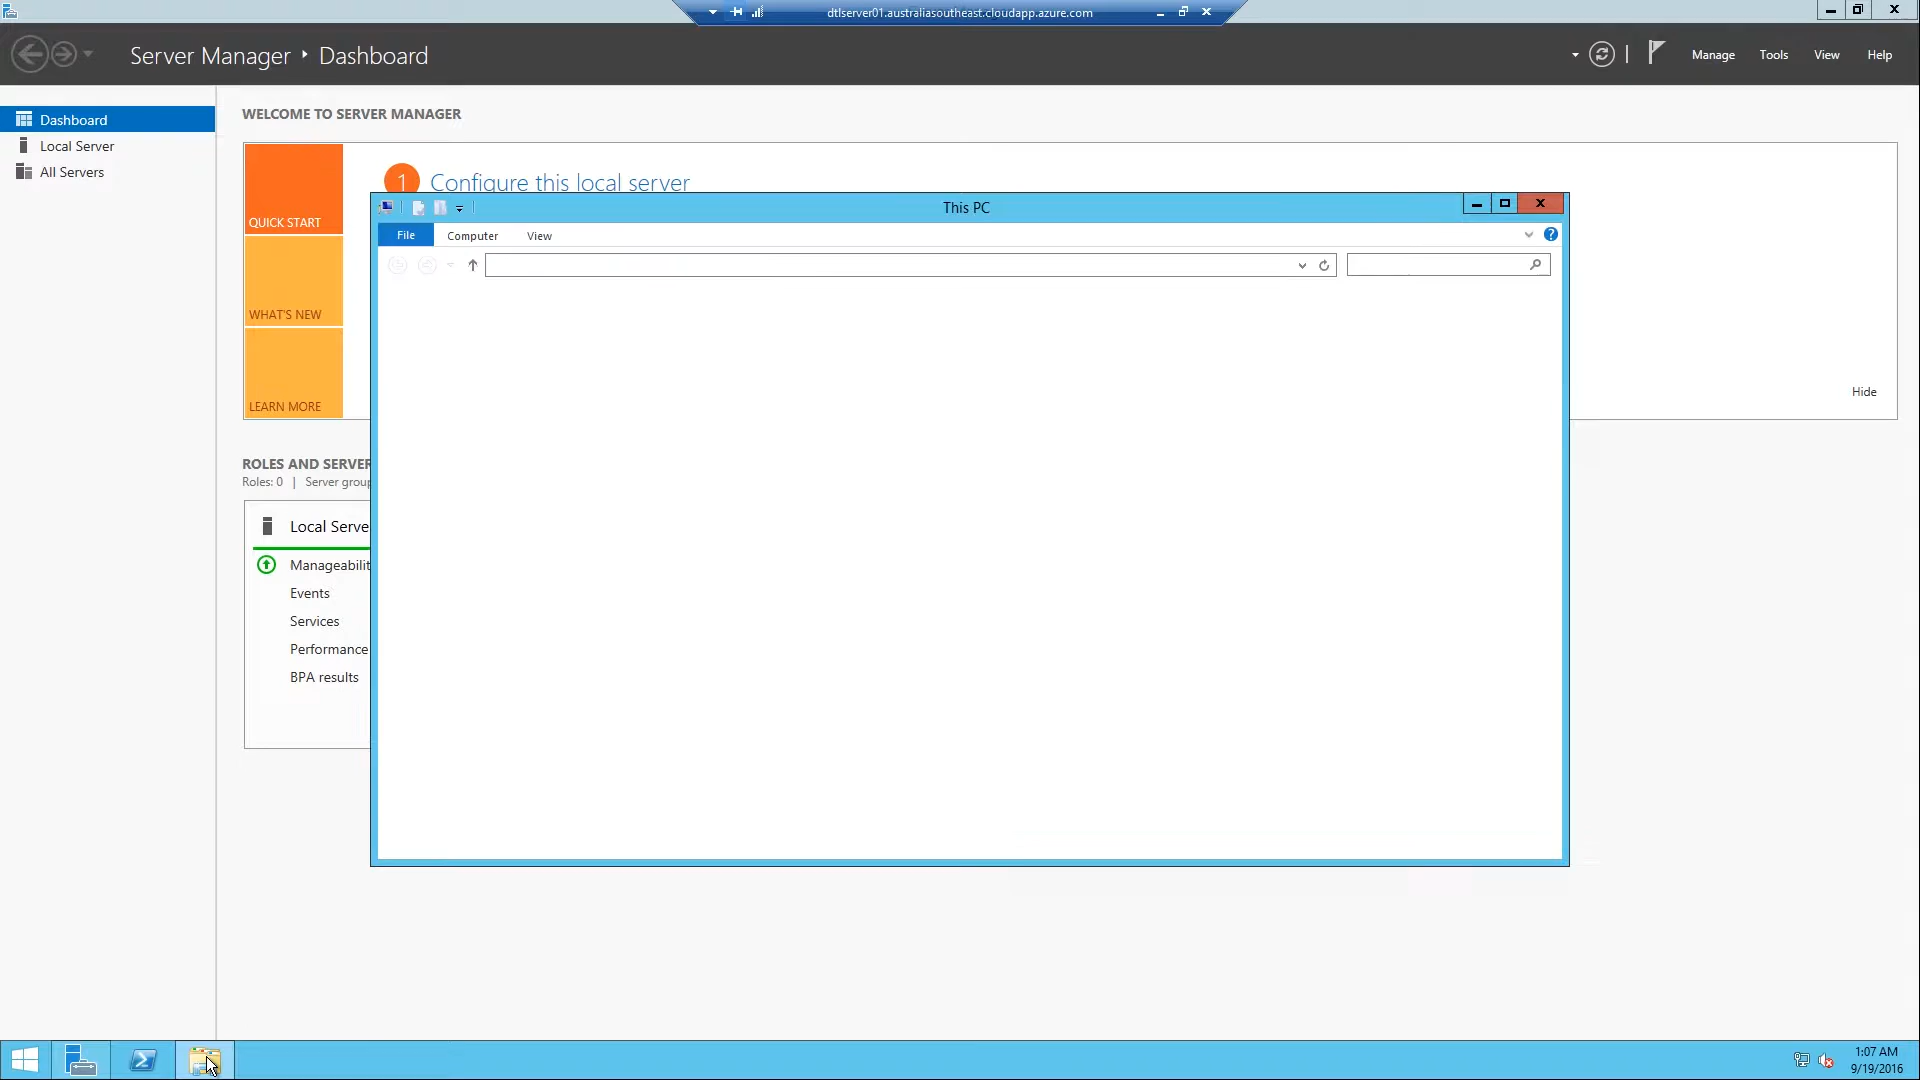 dtlserver01.australiasoutheast.cloudapp.azure.com
Server Manager ‣ Dashboard
Manage Tools View Help
Dashboard
Local Server
All Servers
WELCOME TO SERVER MANAGER
QUICK START
WHAT'S NEW
LEARN MORE
1 Configure this local server
This PC
File Computer View
Hide
ROLES AND SERVER
Roles: 0 | Server group
Local Serve
Manageabilit
Events
Services
Performance
BPA results
1:07 AM
9/19/2016